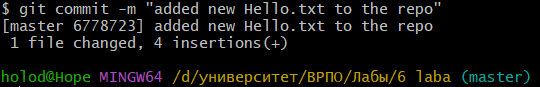 $ git commit -m "added new Hello.txt to the repo"
[master 6778723] added new Hello.txt to the repo
 1 file changed, 4 insertions(+)
holod@Hope MINGW64 /d/университет/ВРПО/Лабы/6 laba (master)